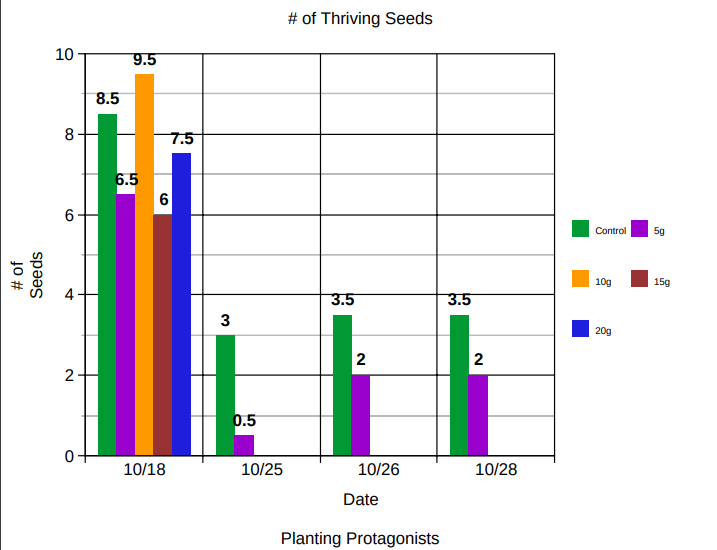 # of Thriving Seeds
10
9.5
8.5
8
7.5
6.5
6
6
# of
Seeds
Control 5g
10g 15g
20g
4
3.5
3.5
3
2
2
2
0.5
0
10/18 10/25 10/26 10/28
Date
Planting Protagonists